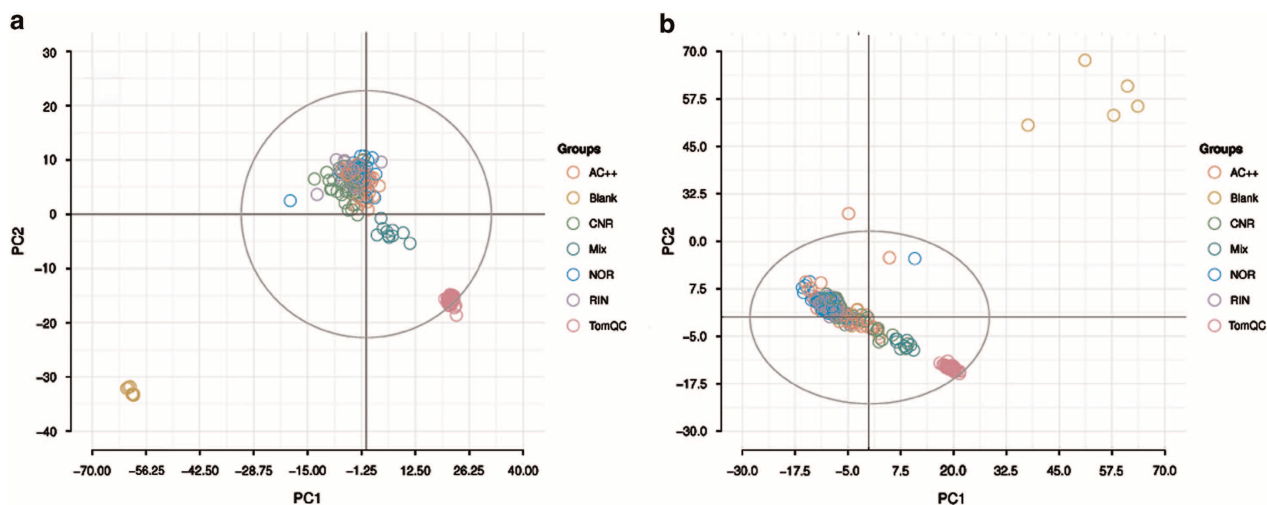 a
30
20
10
0
−10
−20
−30
−40
PC2
−70.00 −56.25 −42.50 −28.75 −15.00 −1.25 12.50 26.25 40.00
PC1
Groups
AC++
Blank
CNR
Mix
NOR
RIN
TomQC
b
70.0
57.5
45.0
32.5
0.0
7.5
−5.0
−17.5
−30.0
PC2
−30.0 −17.5 −5.0 7.5 20.0 32.5 45.0 57.5 70.0
PC1
Groups
AC++
Blank
CNR
Mix
NOR
RIN
TomQC